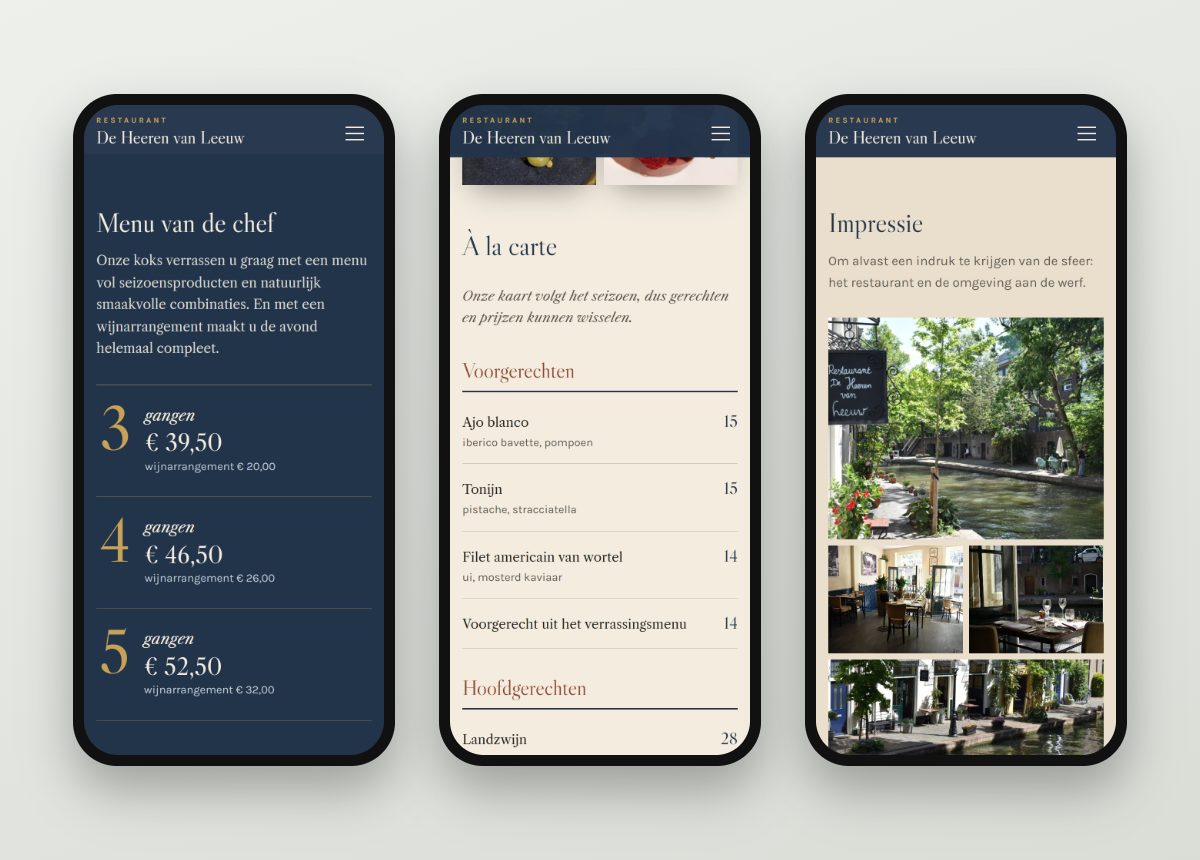 RESTAURANT
De Heeren van Leeuw
Menu van de chef
Onze koks verrassen u graag met een menu
vol seizoensproducten en natuurlijk
smaakvolle combinaties. En met een
wijnarrangement maakt u de avond
helemaal compleet.
3 gangen
€ 39,50
wijnarrangement € 20,00
4 gangen
€ 46,50
wijnarrangement € 26,00
5 gangen
€ 52,50
wijnarrangement € 32,00
RESTAURANT
De Heeren van Leeuw
À la carte
Onze kaart volgt het seizoen, dus gerechten
en prijzen kunnen wisselen.
Voorgerechten
Ajo blanco 15
iberico bavette, pompoen
Tonijn 15
pistache, stracciatella
Filet americain van wortel 14
ui, mosterd kaviaar
Voorgerecht uit het verrassingsmenu 14
Hoofdgerechten
Landzwijn 28
RESTAURANT
De Heeren van Leeuw
Impressie
Om alvast een indruk te krijgen van de sfeer:
het restaurant en de omgeving aan de werf.
Restaurant
De Heeren
van
Leeuw